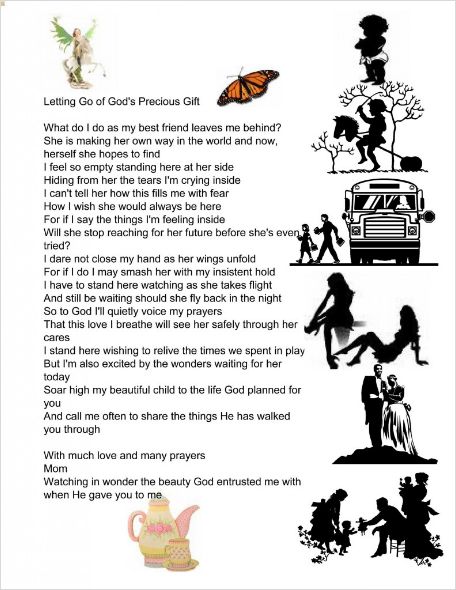 Letting Go of God's Precious Gift
What do I do as my best friend leaves me behind?
She is making her own way in the world and now,
herself she hopes to find
I feel so empty standing here at her side
Hiding from her the tears I'm crying inside
I can't tell her how this fills me with fear
How I wish she would always be here
For if I say the things I'm feeling inside
Will she stop reaching for her future before she's even
tried?
I dare not close my hand as her wings unfold
For if I do I may smash her with my insistent hold
I have to stand here watching as she takes flight
And still be waiting should she fly back in the night
So to God I'll quietly voice my prayers
That this love I breathe will see her safely through her
cares
I stand here wishing to relive the times we spent in play
But I'm also excited by the wonders waiting for her
today
Soar high my beautiful child to the life God planned for
you
And call me often to share the things He has walked
you through
With much love and many prayers
Mom
Watching in wonder the beauty God entrusted me with
when He gave you to me